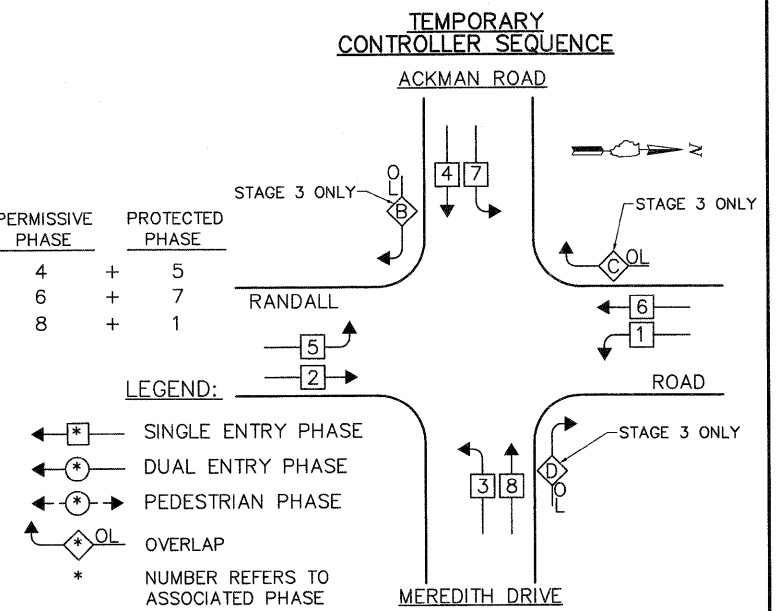 TEMPORARY
CONTROLLER SEQUENCE
ACKMAN ROAD
OL
4 7
N
STAGE 3 ONLY
B
STAGE 3 ONLY
C OL
PERMISSIVE PHASE
PROTECTED PHASE
4 + 5
6 + 7
8 + 1
RANDALL
6
1
5
2
ROAD
LEGEND:
* SINGLE ENTRY PHASE
* DUAL ENTRY PHASE
* PEDESTRIAN PHASE
* OL OVERLAP
* NUMBER REFERS TO
ASSOCIATED PHASE
STAGE 3 ONLY
D
OL
3 8
MEREDITH DRIVE